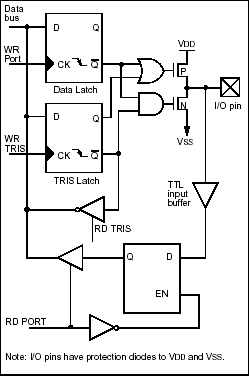 Data
bus
D
Q
VDD
WR
Port
CK
Q
P
Data Latch
I/O pin
D
Q
N
WR
TRIS
CK
Q
VSS
TRIS Latch
TTL
input
buffer
RD TRIS
Q
D
EN
RD PORT
Note: I/O pins have protection diodes to VDD and VSS.